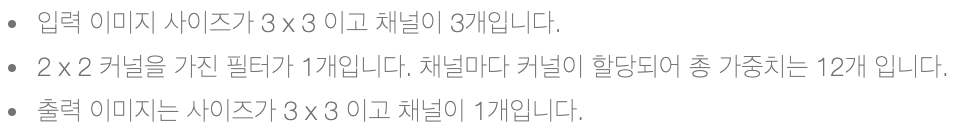 • 입력 이미지 사이즈가 3 x 3 이고 채널이 3개입니다.
• 2 x 2 커널을 가진 필터가 1개입니다. 채널마다 커널이 할당되어 총 가중치는 12개 입니다.
• 출력 이미지는 사이즈가 3 x 3 이고 채널이 1개입니다.